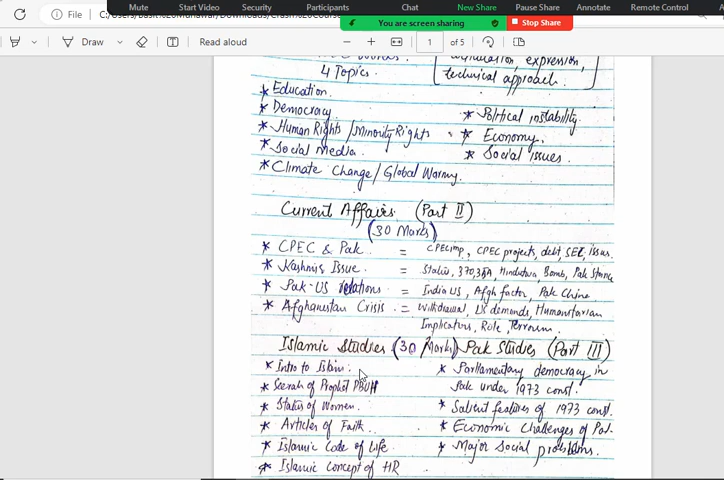 Mute Start Video Security Participants Chat New Share Pause Share Annotate Remote Control
You are screen sharing Stop Share
File
Draw Read aloud 1 of 5
4 Topics. expression,
technical approach.
* Education.
* Democracy * Political instability
* Human Rights / Minority Rights * Economy
* Social Media * Social Issues
* Climate Change / Global Warming
Current Affairs (Part II)
(30 Marks)
* CPEC & Pak = CPEC imp, CPEC projects, debt, SEZ, issues.
* Kashmir Issue = Status, 370, 35A, Hindutva, Bomb, Pak Stance
* Pak-US relations = India US, Afgh factor, Pak China
* Afghanistan Crisis = Withdrawal, US demands, Humanitarian
Implications, Role, Terrorism
Islamic Studies (30 Marks) Pak Studies (Part III)
* Intro to Islam. * Parliamentary democracy in
* Seerah of Prophet PBUH Pak under 1973 const.
* Status of Women. * Salient features of 1973 const.
* Articles of Faith. * Economic Challenges of Pak.
* Islamic Code of Life * Major Social problems.
* Islamic Concept of HR